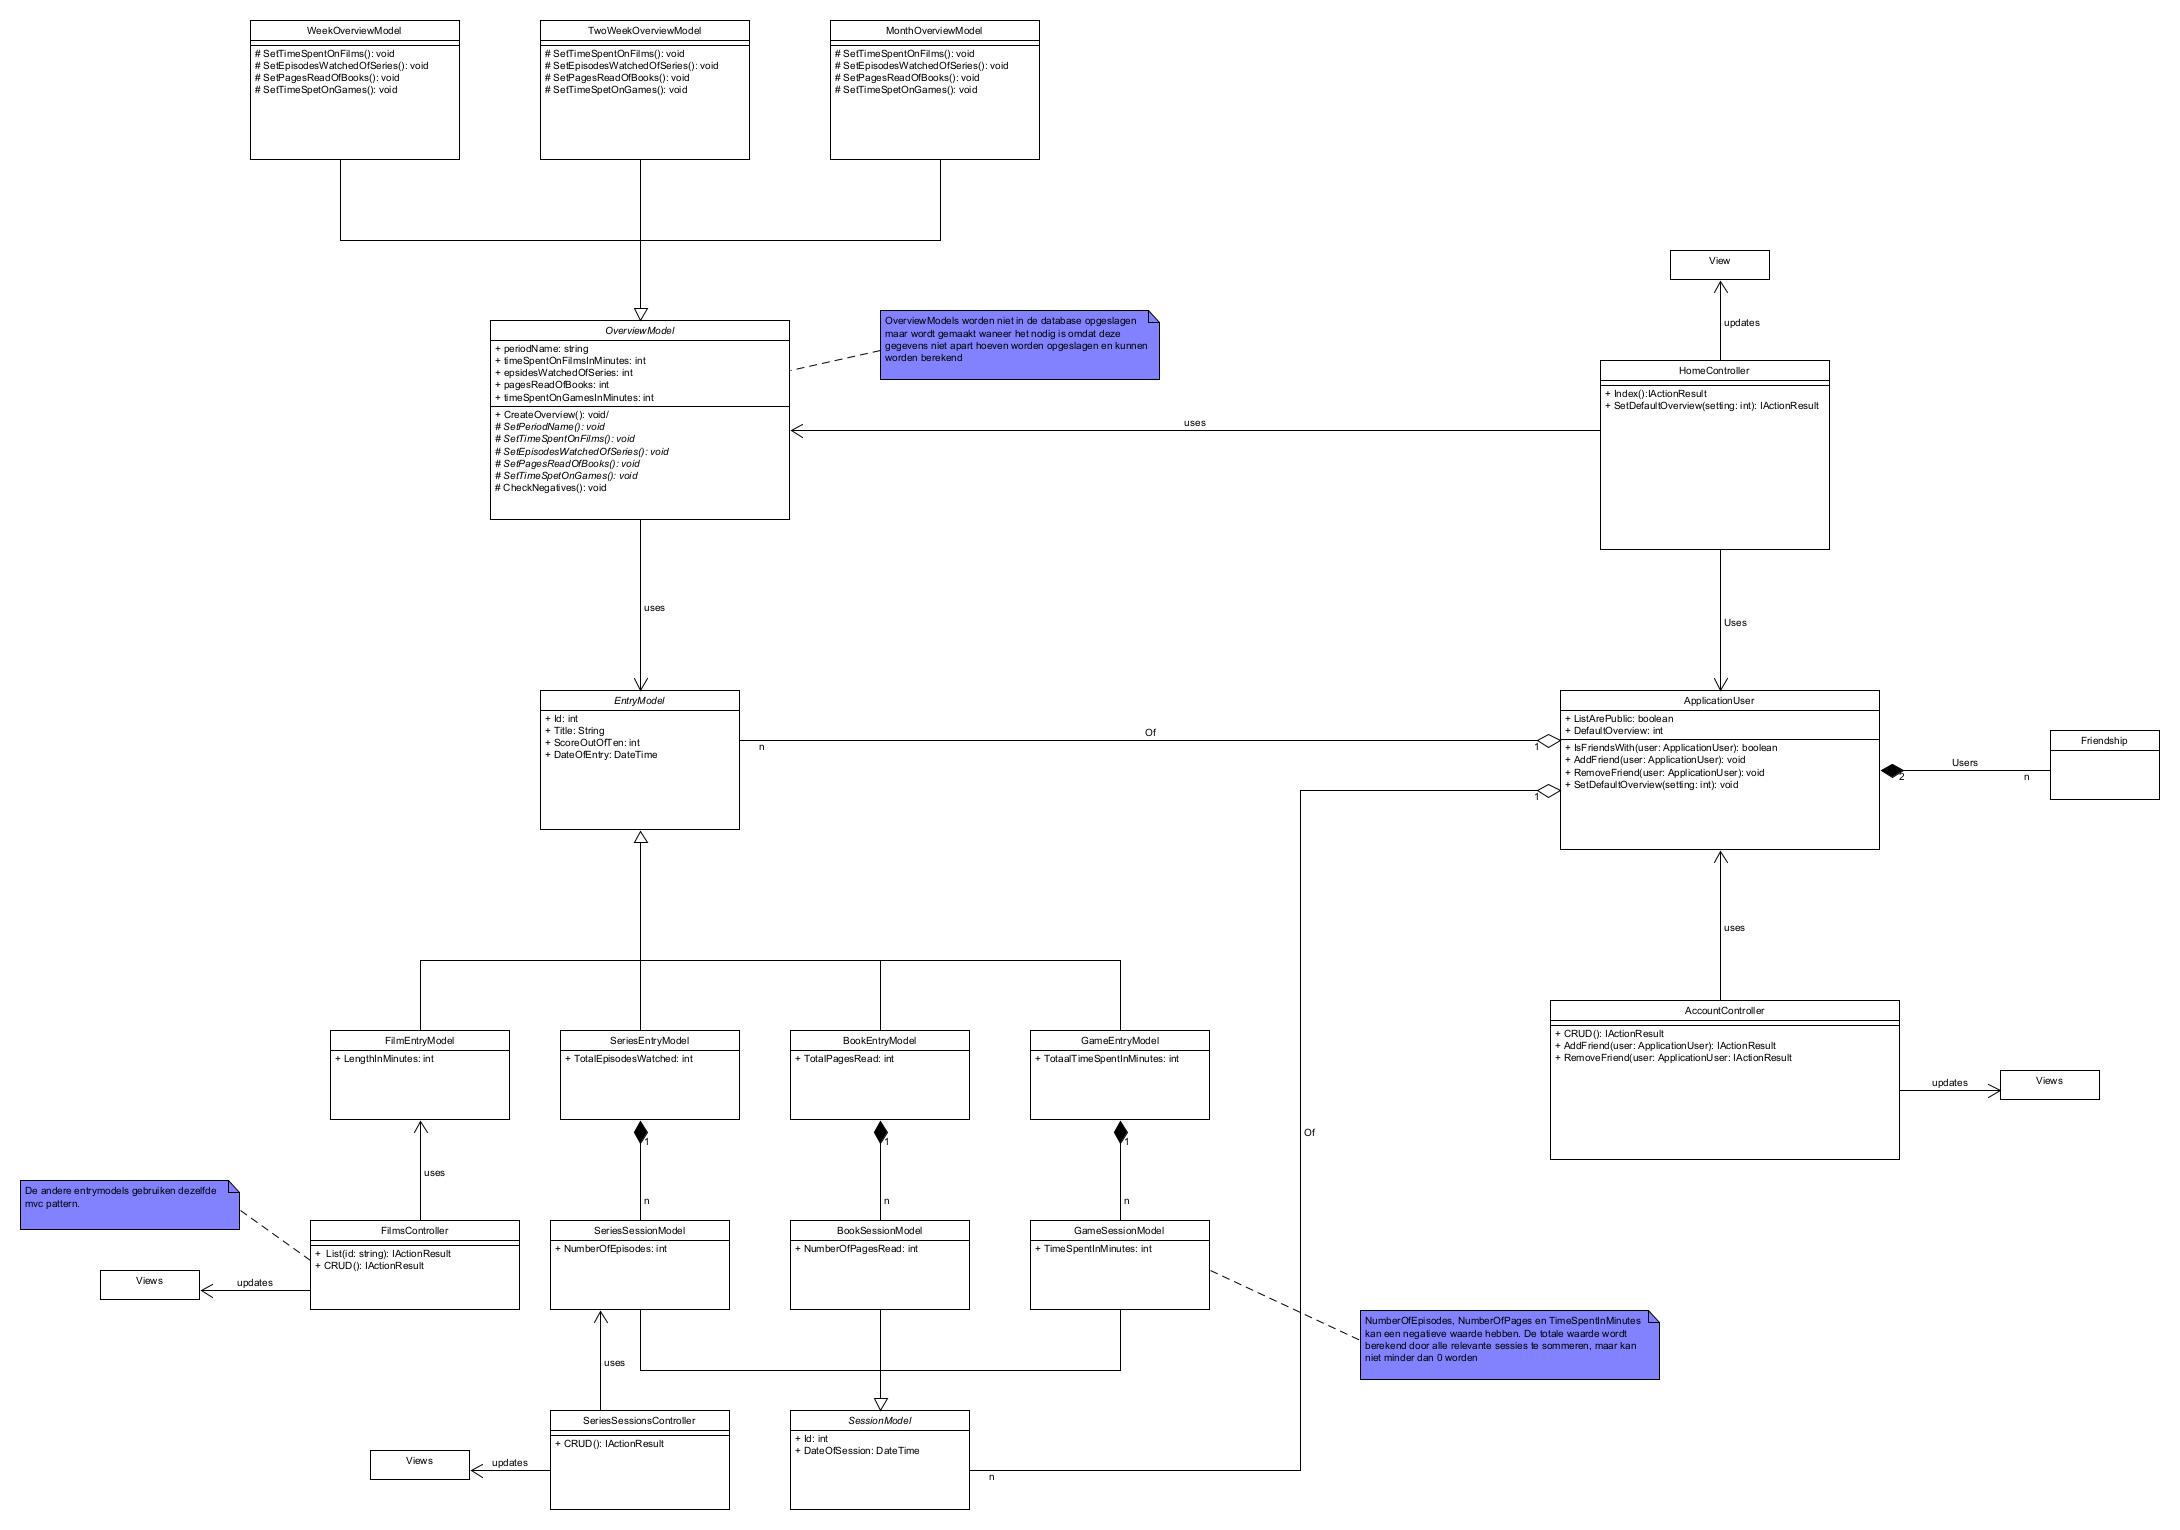 WeekOverviewModel
# SetTimeSpentOnFilms(): void
# SetEpisodesWatchedOfSeries(): void
# SetPagesReadOfBooks(): void
# SetTimeSpetOnGames(): void
TwoWeekOverviewModel
# SetTimeSpentOnFilms(): void
# SetEpisodesWatchedOfSeries(): void
# SetPagesReadOfBooks(): void
# SetTimeSpetOnGames(): void
MonthOverviewModel
# SetTimeSpentOnFilms(): void
# SetEpisodesWatchedOfSeries(): void
# SetPagesReadOfBooks(): void
# SetTimeSpetOnGames(): void
View
updates
OverviewModel
+ periodName: string
+ timeSpentOnFilmsInMinutes: int
+ epsidesWatchedOfSeries: int
+ pagesReadOfBooks: int
+ timeSpentOnGamesInMinutes: int
+ CreateOverview(): void/
# SetPeriodName(): void
# SetTimeSpentOnFilms(): void
# SetEpisodesWatchedOfSeries(): void
# SetPagesReadOfBooks(): void
# SetTimeSpetOnGames(): void
# CheckNegatives(): void
OverviewModels worden niet in de database opgeslagen
maar wordt gemaakt waneer het nodig is omdat deze
gegevens niet apart hoeven worden opgeslagen en kunnen
worden berekend
HomeController
+ Index():IActionResult
+ SetDefaultOverview(setting: int): IActionResult
uses
uses
Uses
EntryModel
+ Id: int
+ Title: String
+ ScoreOutOfTen: int
+ DateOfEntry: DateTime
n
Of
1
1
ApplicationUser
+ ListArePublic: boolean
+ DefaultOverview: int
+ IsFriendsWith(user: ApplicationUser): boolean
+ AddFriend(user: ApplicationUser): void
+ RemoveFriend(user: ApplicationUser): void
+ SetDefaultOverview(setting: int): void
2
Users
n
Friendship
uses
FilmEntryModel
+ LengthInMinutes: int
SeriesEntryModel
+ TotalEpisodesWatched: int
BookEntryModel
+ TotalPagesRead: int
GameEntryModel
+ TotaalTimeSpentInMinutes: int
AccountController
+ CRUD(): IActionResult
+ AddFriend(user: ApplicationUser): IActionResult
+ RemoveFriend(user: ApplicationUser: IActionResult
updates
Views
uses
1
n
1
n
1
n
Of
De andere entrymodels gebruiken dezelfde
mvc pattern.
FilmsController
+  List(id: string): IActionResult
+ CRUD(): IActionResult
updates
Views
SeriesSessionModel
+ NumberOfEpisodes: int
BookSessionModel
+ NumberOfPagesRead: int
GameSessionModel
+ TimeSpentInMinutes: int
NumberOfEpisodes, NumberOfPages en TimeSpentInMinutes
kan een negatieve waarde hebben. De totale waarde wordt
berekend door alle relevante sessies te sommeren, maar kan
niet minder dan 0 worden
uses
SeriesSessionsController
+ CRUD(): IActionResult
updates
Views
SessionModel
+ Id: int
+ DateOfSession: DateTime
n